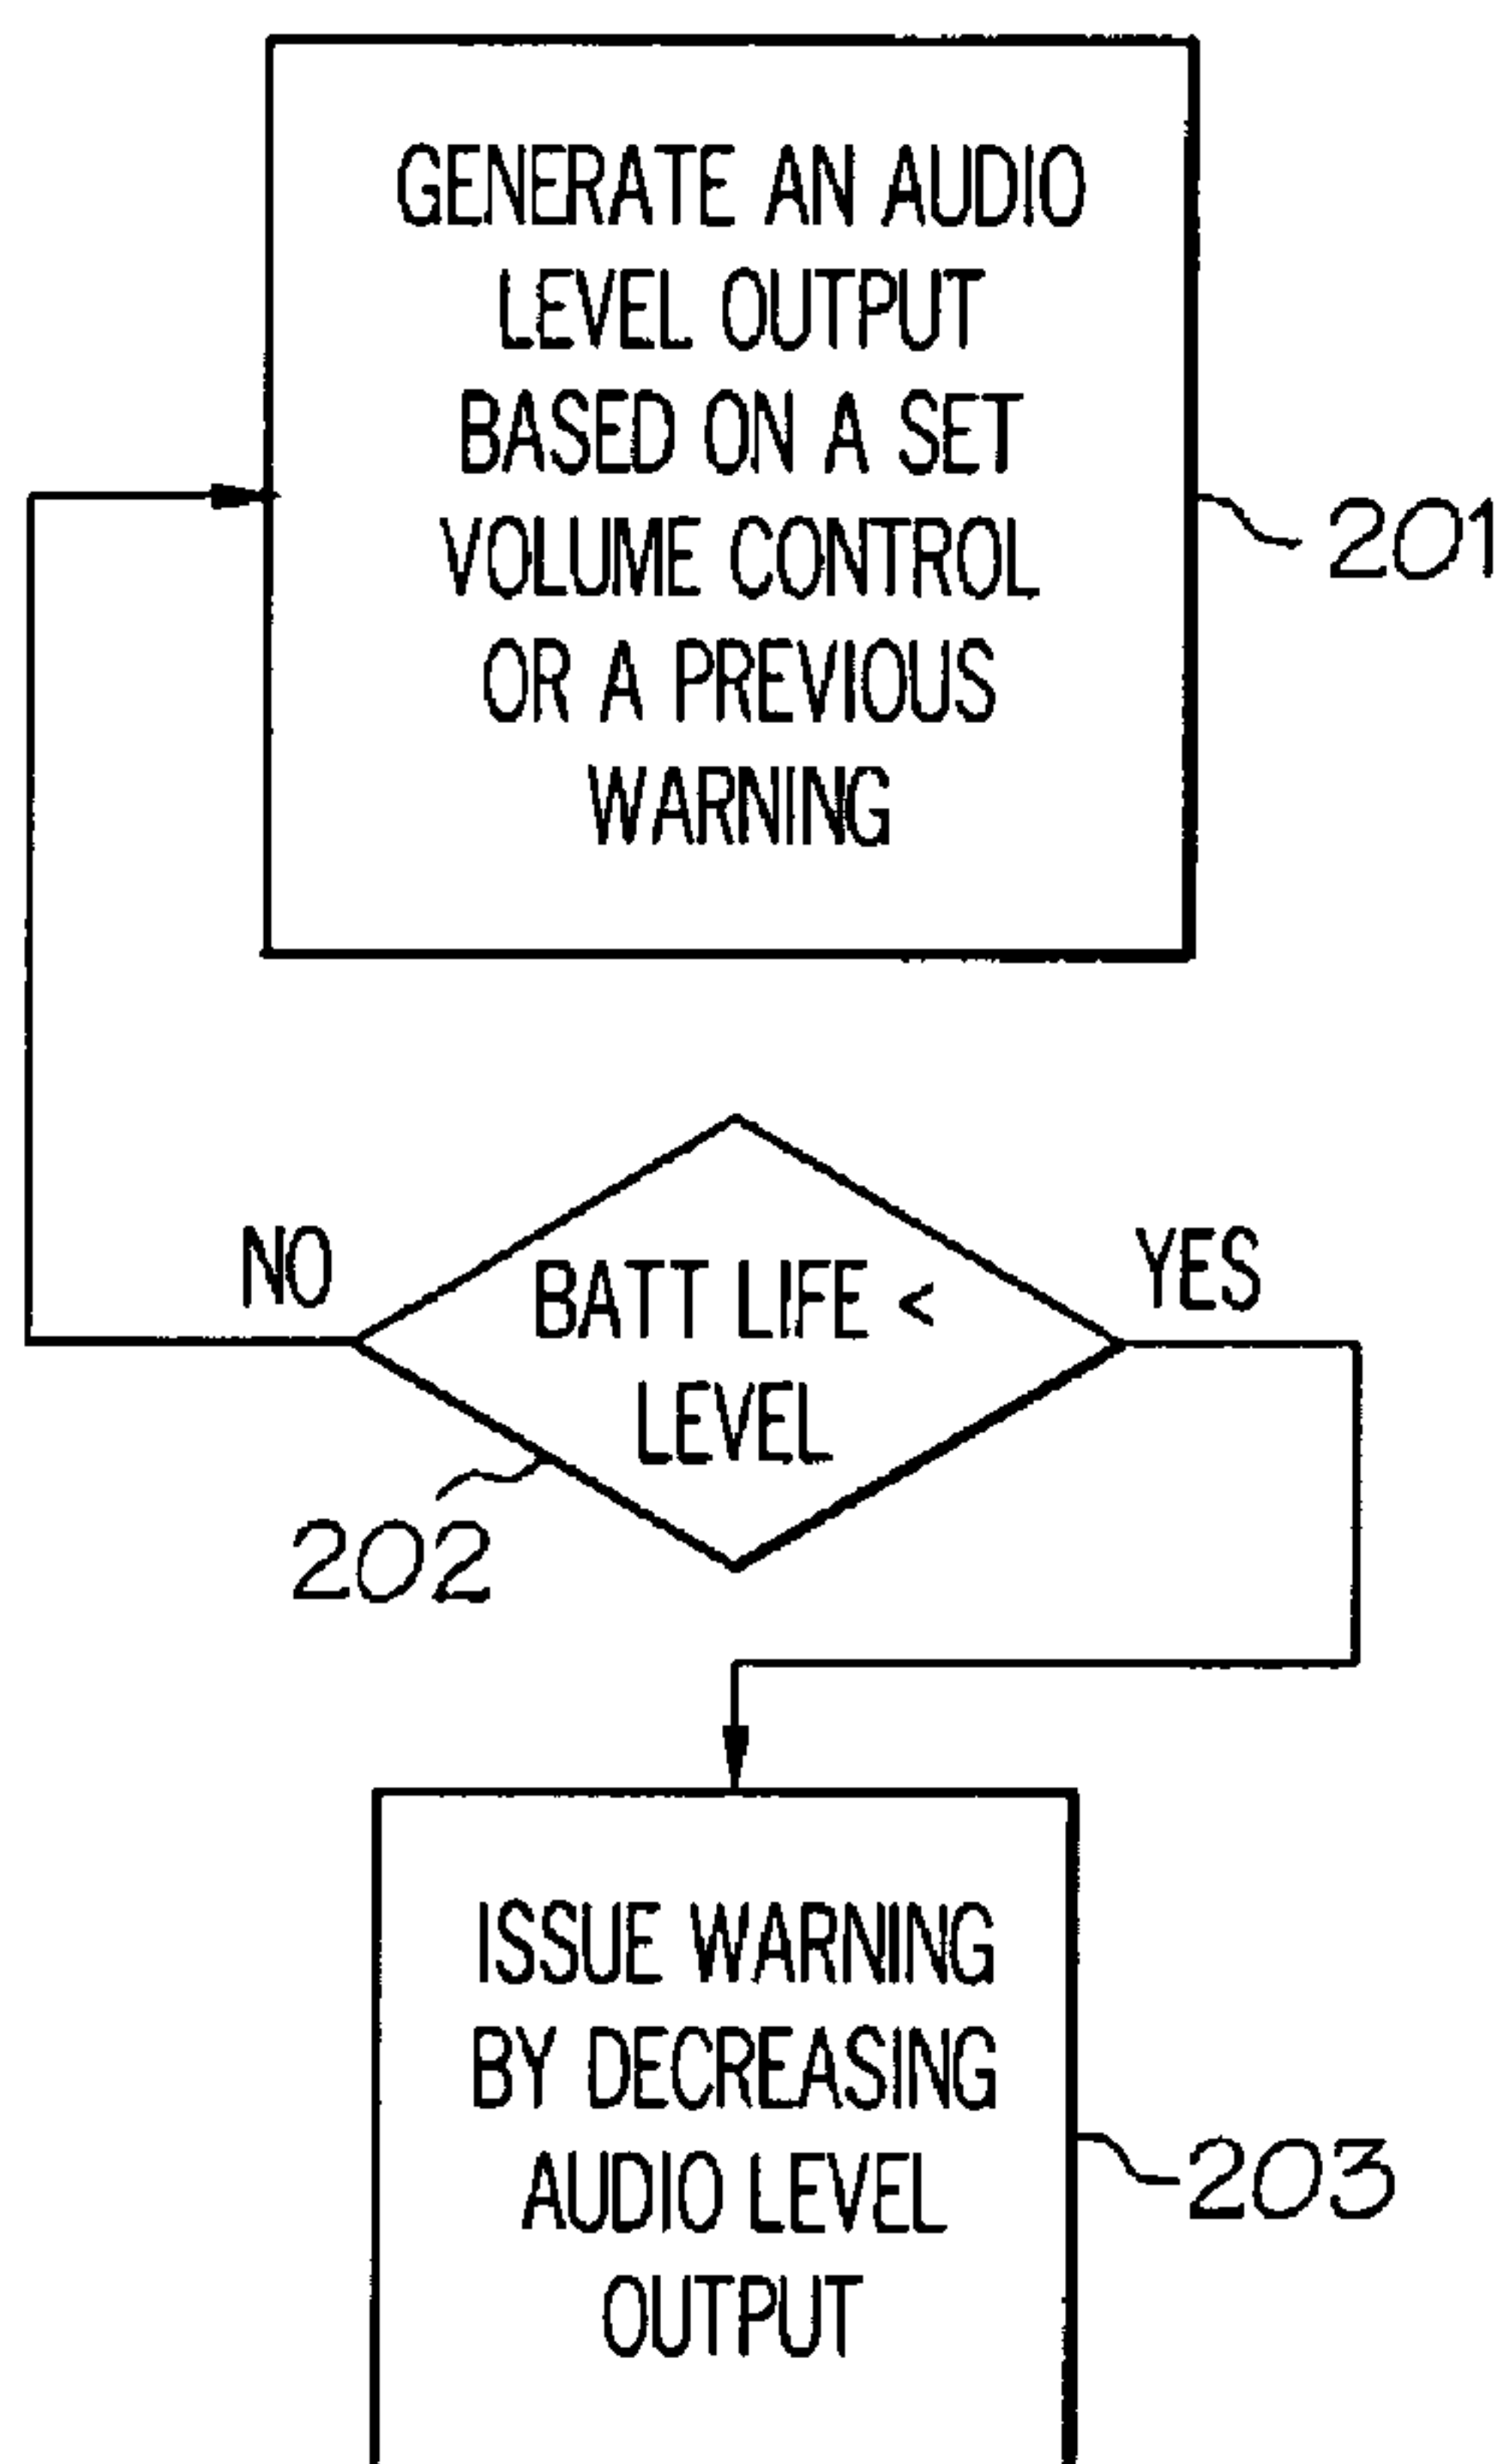 GENERATE AN AUDIO
LEVEL OUTPUT
BASED ON A SET
VOLUME CONTROL
OR A PREVIOUS
WARNING
201
NO
YES
BATT LIFE <
LEVEL
202
ISSUE WARNING
BY DECREASING
AUDIO LEVEL
OUTPUT
203